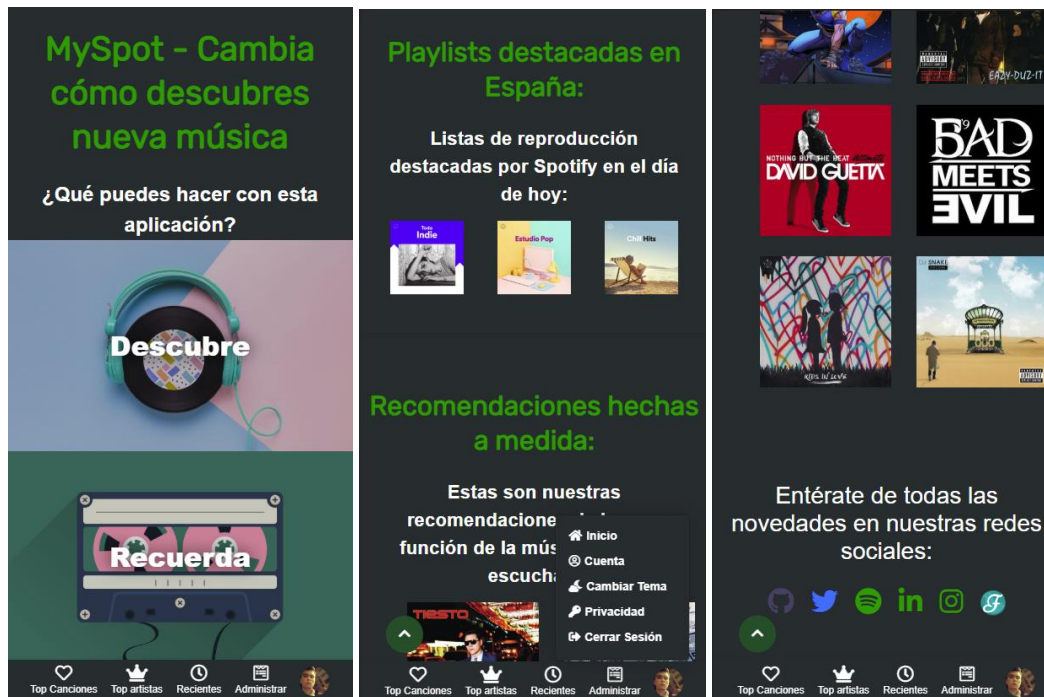 MySpot - Cambia
cómo descubres
nueva música
¿Qué puedes hacer con esta
aplicación?
Descubre
Recuerda
Top Canciones
Top artistas
Recientes
Administrar
Playlists destacadas en
España:
Listas de reproducción
destacadas por Spotify en el día
de hoy:
Indie
Estudio Pop
Chill Hits
Recomendaciones hechas
a medida:
Estas son nuestras
función de la
TIËSTO
Inicio
Cuenta
Cambiar Tema
Privacidad
Cerrar Sesión
Top Canciones
Top artistas
Recientes
Administrar
EAZY-DUZ-IT
NOTHING BUT THE BEAT
DAVID GUETTA
BAD
MEETS
EVIL
KIDS IN LOVE
DJ SNAKE
Entérate de todas las
novedades en nuestras redes
sociales:
in
Top Canciones
Top artistas
Recientes
Administrar